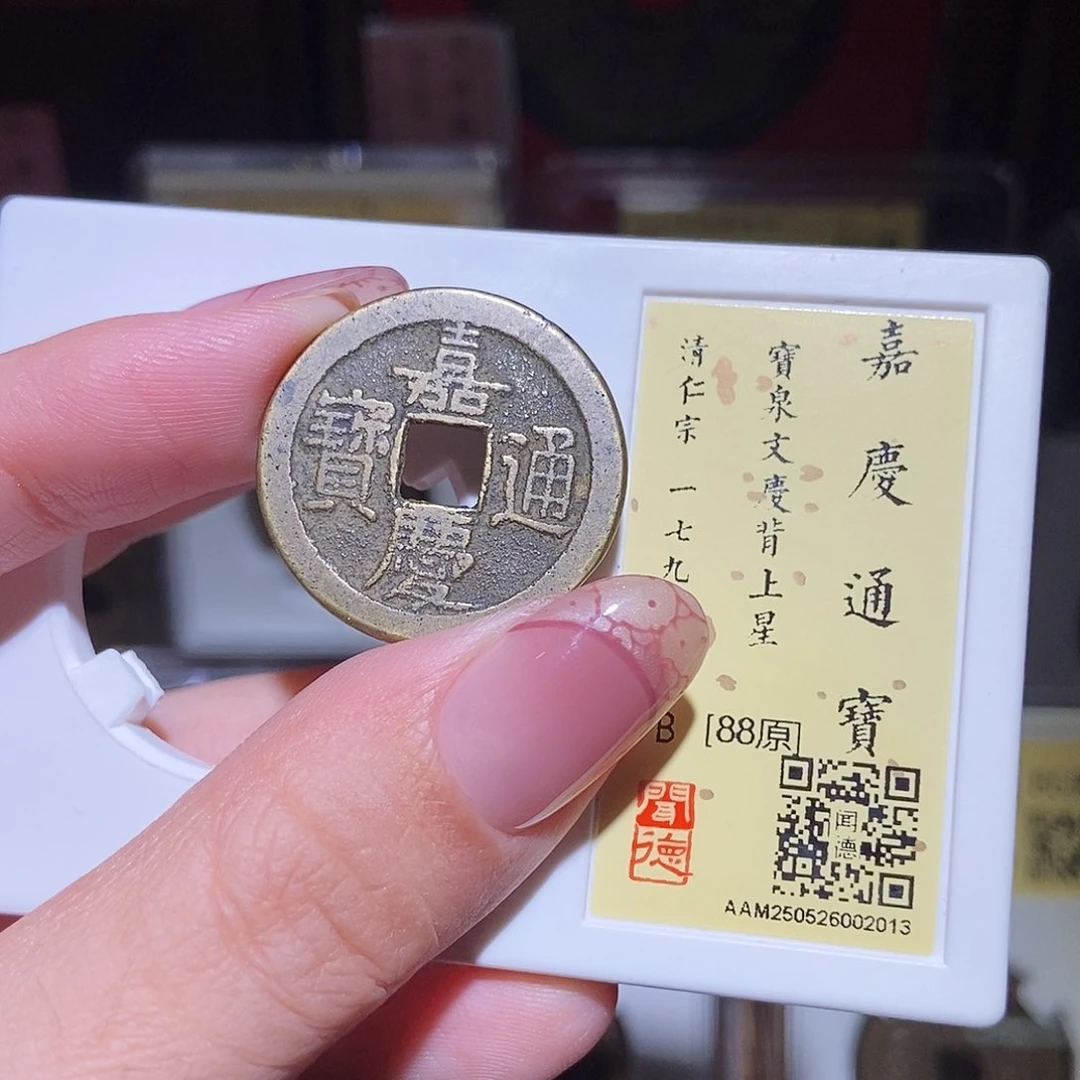 嘉慶通寶
嘉慶通寶
寶泉文慶背上星
清仁宗 一七九
B [88原]
聞德
闻德
AAM250526002013